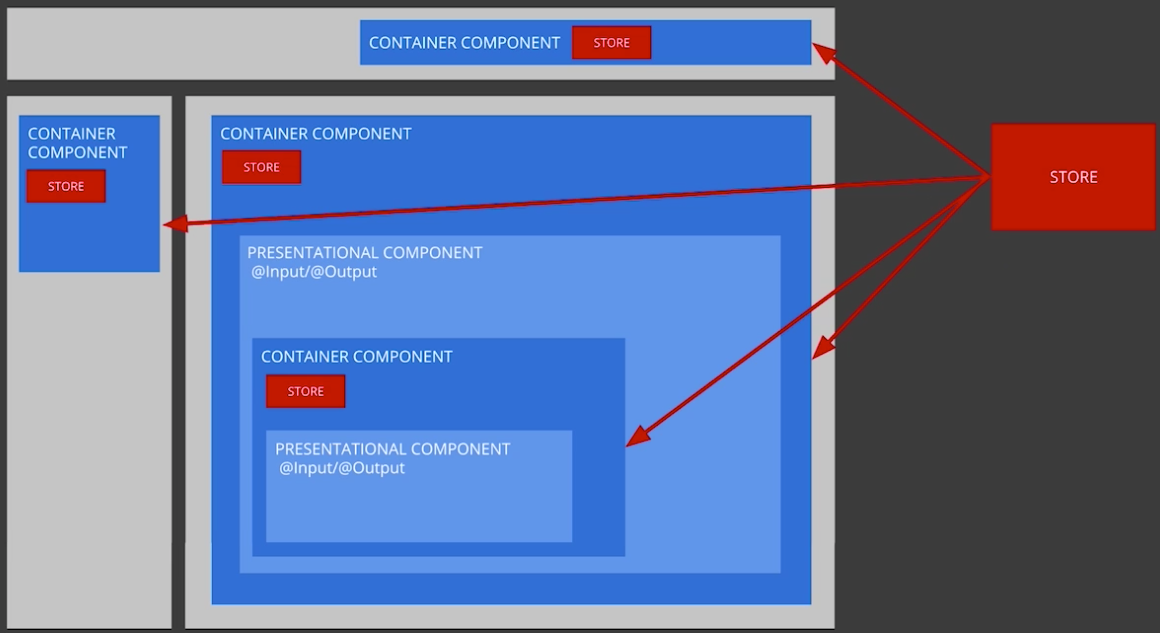 CONTAINER COMPONENT
STORE
CONTAINER
COMPONENT
STORE
CONTAINER COMPONENT
STORE
PRESENTATIONAL COMPONENT
@Input/@Output
CONTAINER COMPONENT
STORE
PRESENTATIONAL COMPONENT
@Input/@Output
STORE